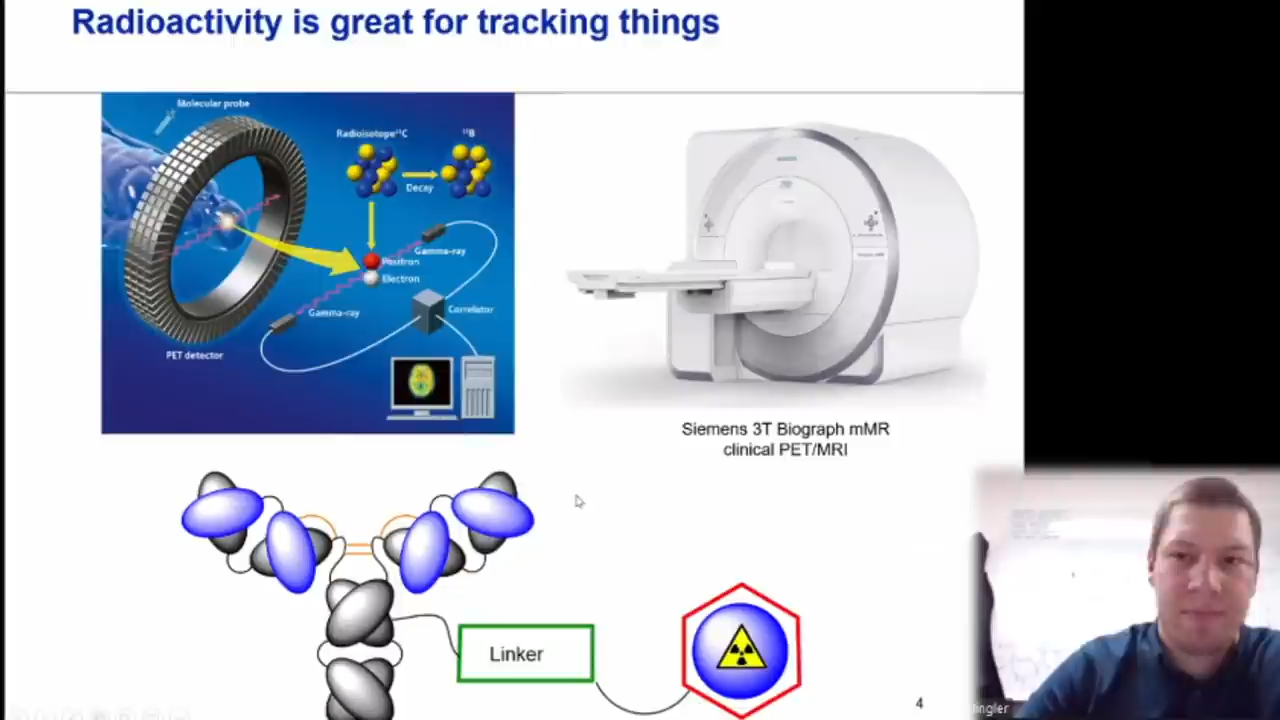 Radioactivity is great for tracking things
Molecular probe
Radioisotope¹¹C
¹¹B
Decay
Gamma-ray
Positron
Electron
Gamma-ray
Correlator
PET detector
Siemens 3T Biograph mMR
clinical PET/MRI
Linker
4
lingler